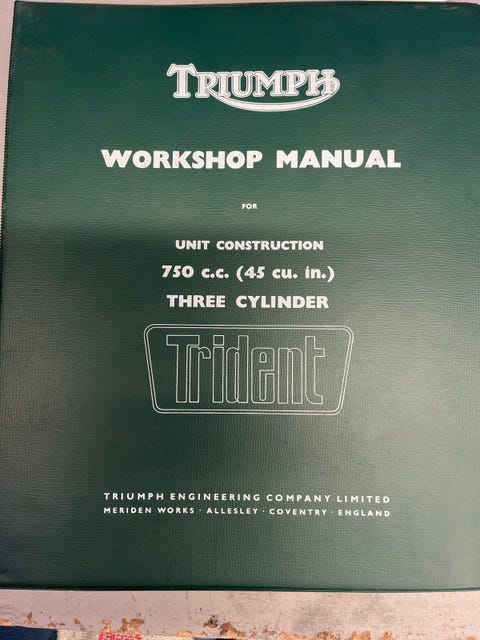 TRIUMPH
WORKSHOP MANUAL
FOR
UNIT CONSTRUCTION
750 c.c. (45 cu. in.)
THREE CYLINDER
Trident
TRIUMPH ENGINEERING COMPANY LIMITED
MERIDEN WORKS · ALLESLEY · COVENTRY · ENGLAND